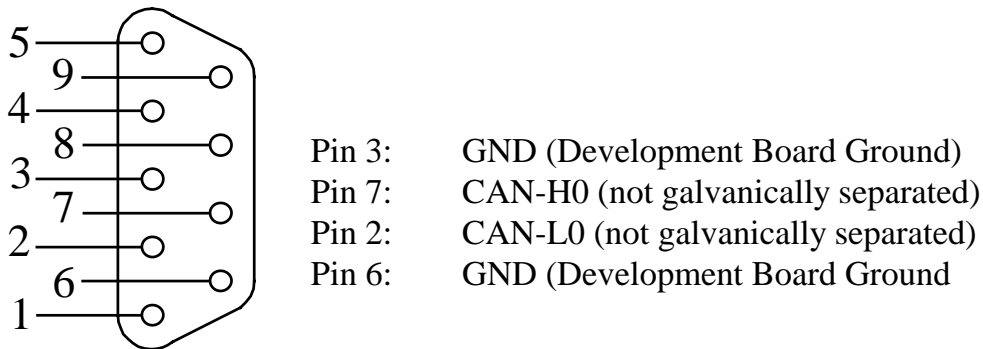 5
9
4
8
3
7
2
6
1
Pin 3: GND (Development Board Ground)
Pin 7: CAN-H0 (not galvanically separated)
Pin 2: CAN-L0 (not galvanically separated)
Pin 6: GND (Development Board Ground